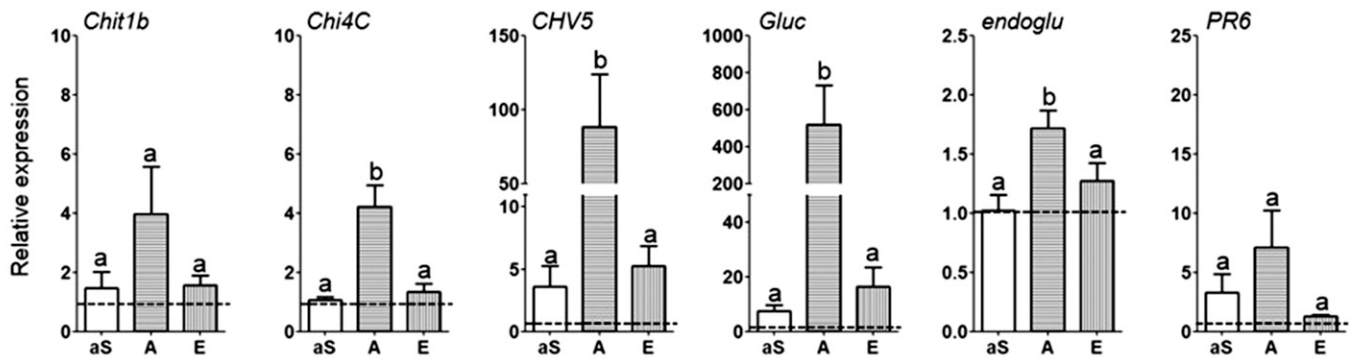 Chit1b Chi4C CHV5 Gluc endoglu PR6
Relative expression
10 8 6 4 2 0
a a a
aS A E
10 8 6 4 2 0
a b a
aS A E
150 100 50 10 5 0
a b a
aS A E
1000 800 600 400 200 40 20 0
a b a
aS A E
2.5 2.0 1.5 1.0 0.5 0.0
a b a
aS A E
25 20 15 10 5 0
a a a
aS A E